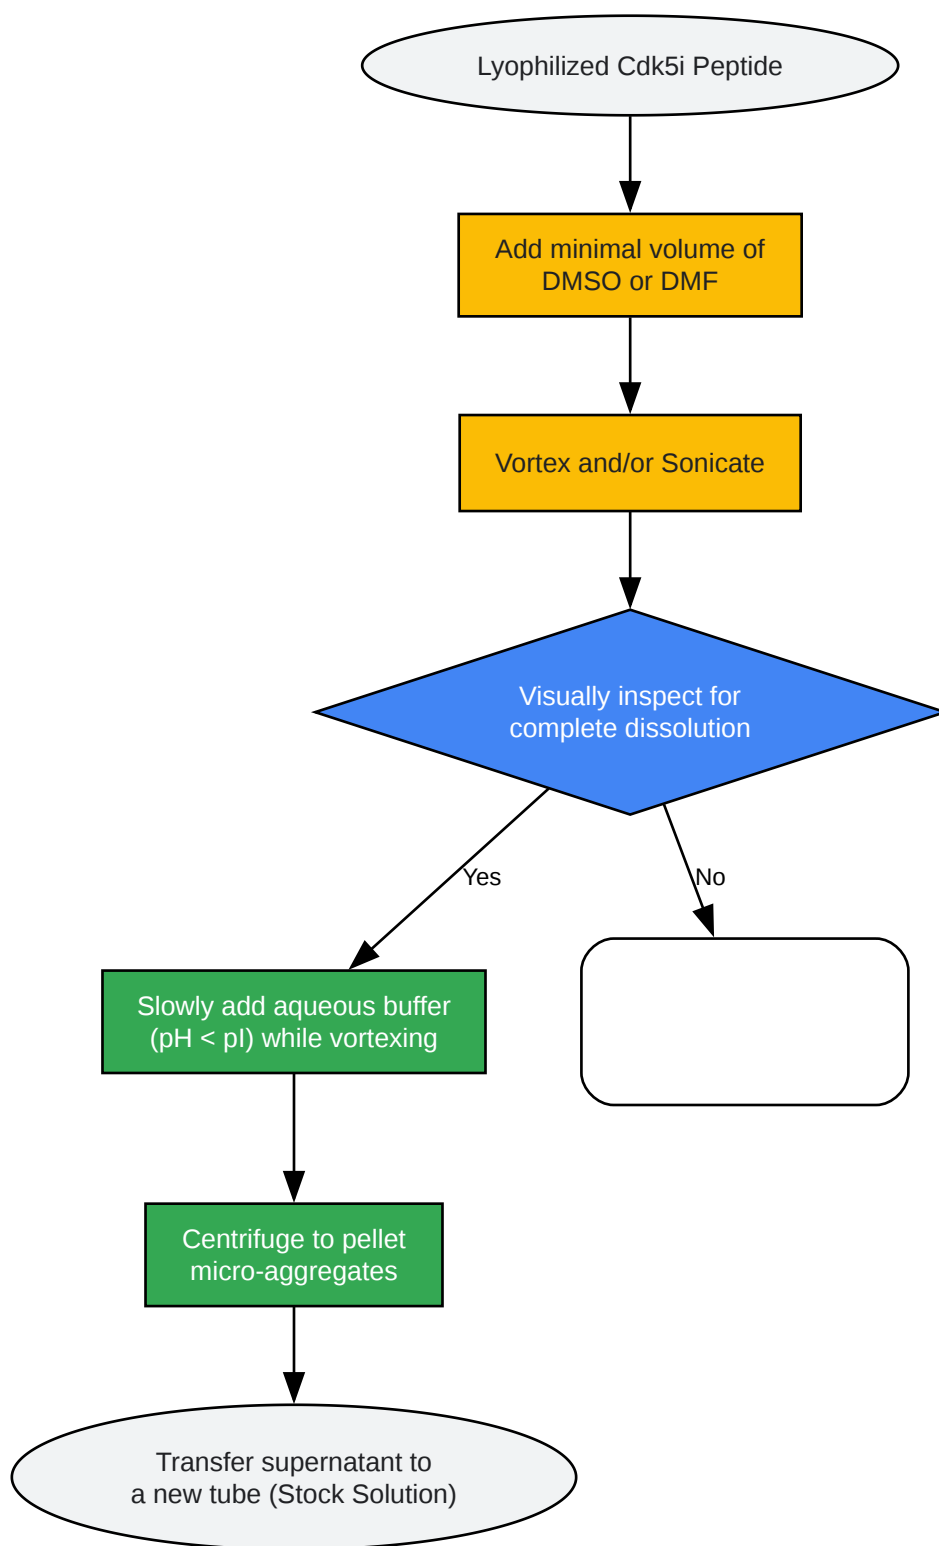 Lyophilized Cdk5i Peptide
Add minimal volume of
DMSO or DMF
Vortex and/or Sonicate
Visually inspect for
complete dissolution
Yes
No
Slowly add aqueous buffer
(pH < pI) while vortexing
Centrifuge to pellet
micro-aggregates
Transfer supernatant to
a new tube (Stock Solution)